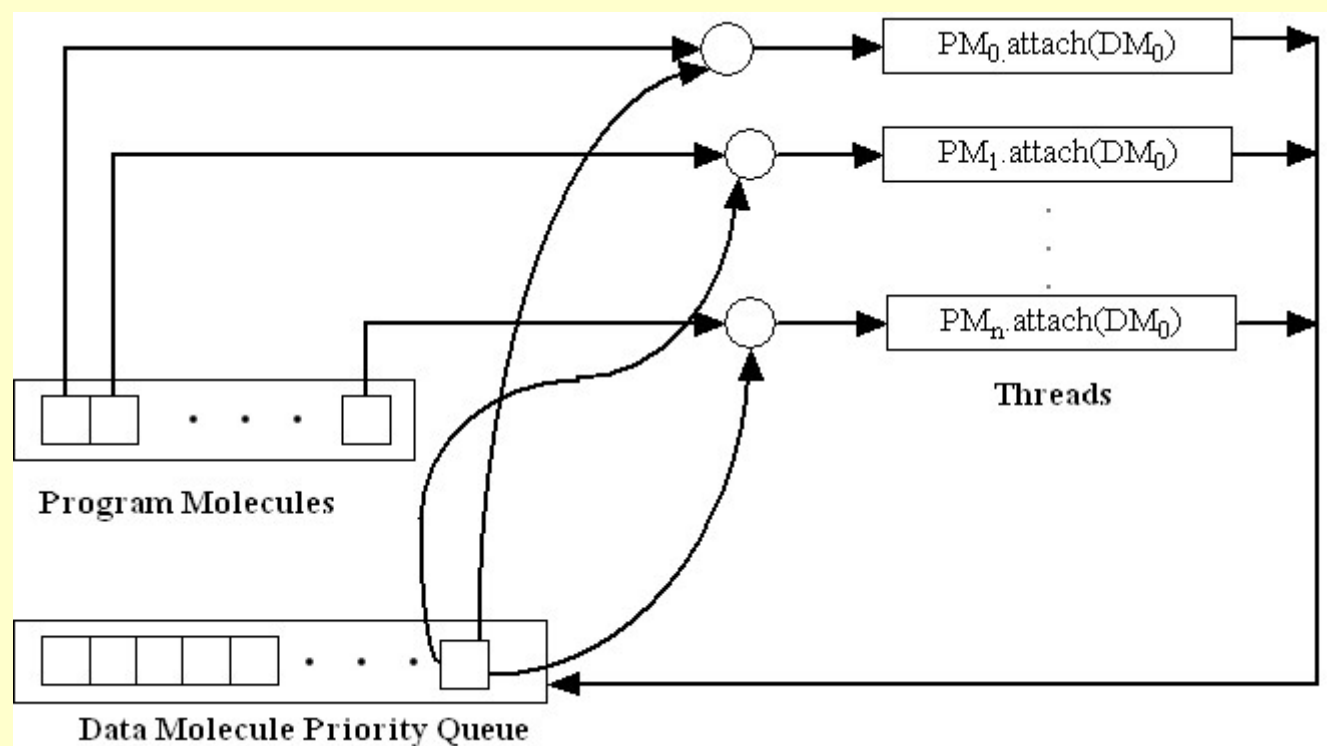 PM0.attach(DM0)
PM1.attach(DM0)
PMn.attach(DM0)
Threads
Program Molecules
Data Molecule Priority Queue